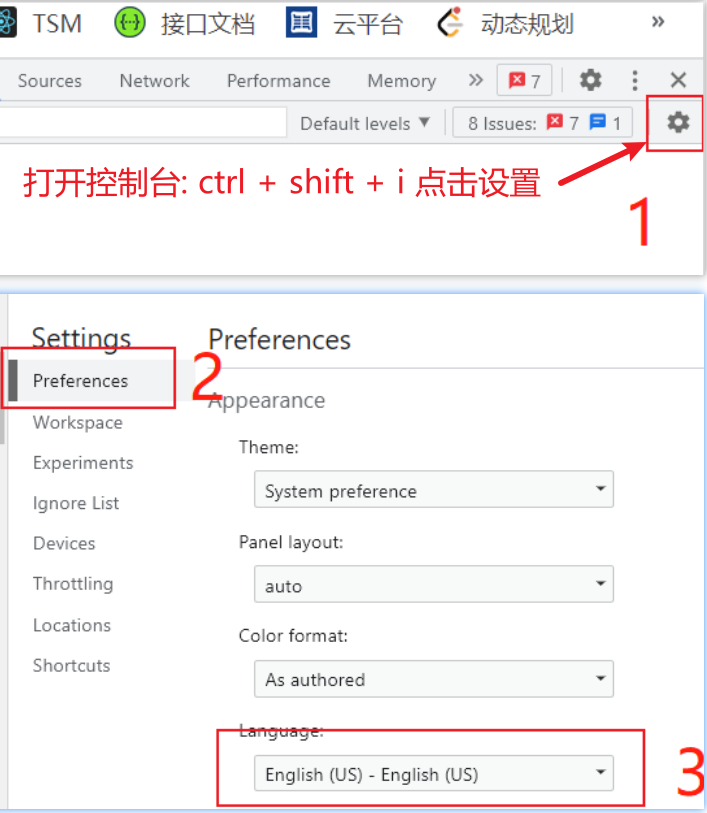 TSM 接口文档 云平台 动态规划 »
Sources Network Performance Memory » 7
Default levels ▼ 8 Issues: 7 1
打开控制台: ctrl + shift + i 点击设置
1
Settings
Preferences
2
Preferences
Appearance
Workspace
Theme:
Experiments
System preference
Ignore List
Devices
Panel layout:
Throttling
auto
Locations
Color format:
Shortcuts
As authored
Language:
English (US) - English (US)
3